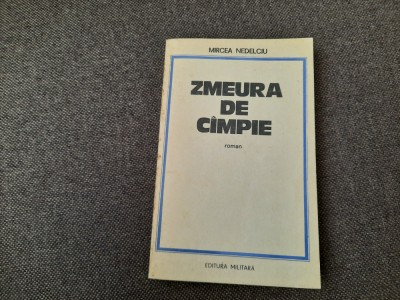 MIRCEA NEDELCIU
ZMEURA
DE
CÎMPIE
roman
EDITURA MILITARĂ